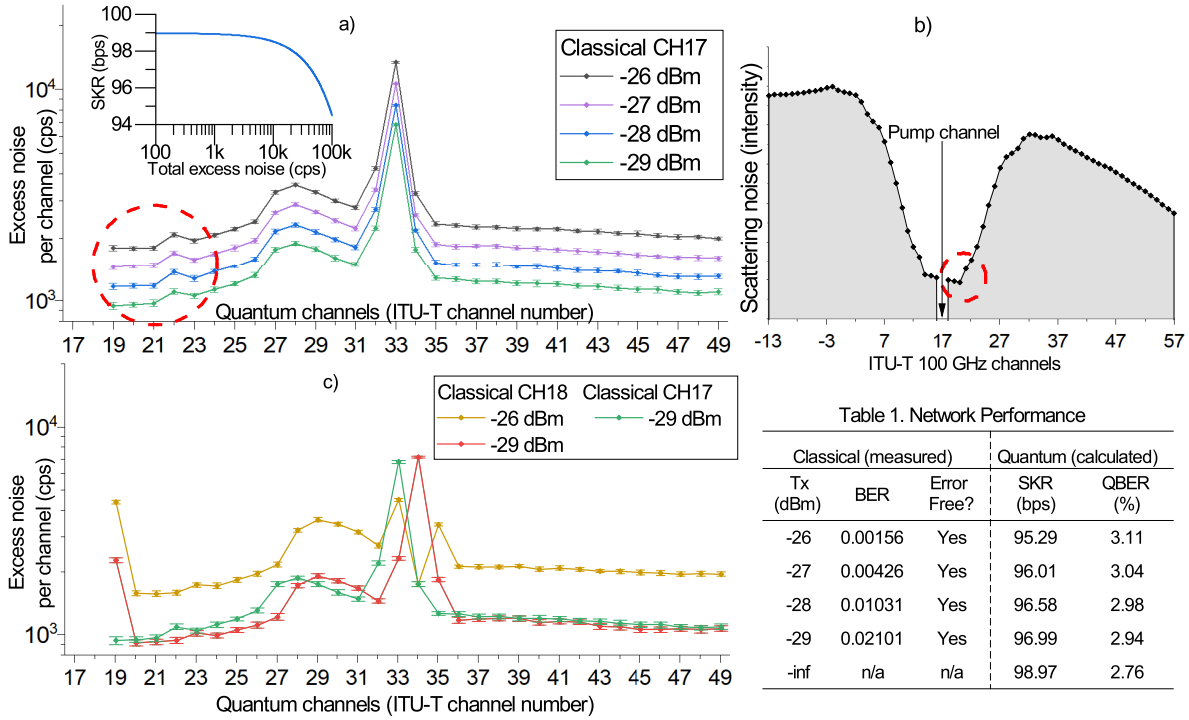 a)
100
98
96
94
SKR (bps)
100
1k
10k
100k
Total excess noise (cps)
Classical CH17
-26 dBm
-27 dBm
-28 dBm
-29 dBm
10⁴
10³
Excess noise
per channel (cps)
Quantum channels (ITU-T channel number)
17 19 21 23 25 27 29 31 33 35 37 39 41 43 45 47 49
b)
Pump channel
Scattering noise (intensity)
-13 -3 7 17 27 37 47 57
ITU-T 100 GHz channels
c)
Classical CH18 Classical CH17
-26 dBm -29 dBm
-29 dBm
10⁴
10³
Excess noise
per channel (cps)
17 19 21 23 25 27 29 31 33 35 37 39 41 43 45 47 49
Quantum channels (ITU-T channel number)
Table 1. Network Performance
Classical (measured) Quantum (calculated)
Tx (dBm) BER Error Free? SKR (bps) QBER (%)
-26 0.00156 Yes 95.29 3.11
-27 0.00426 Yes 96.01 3.04
-28 0.01031 Yes 96.58 2.98
-29 0.02101 Yes 96.99 2.94
-inf n/a n/a 98.97 2.76